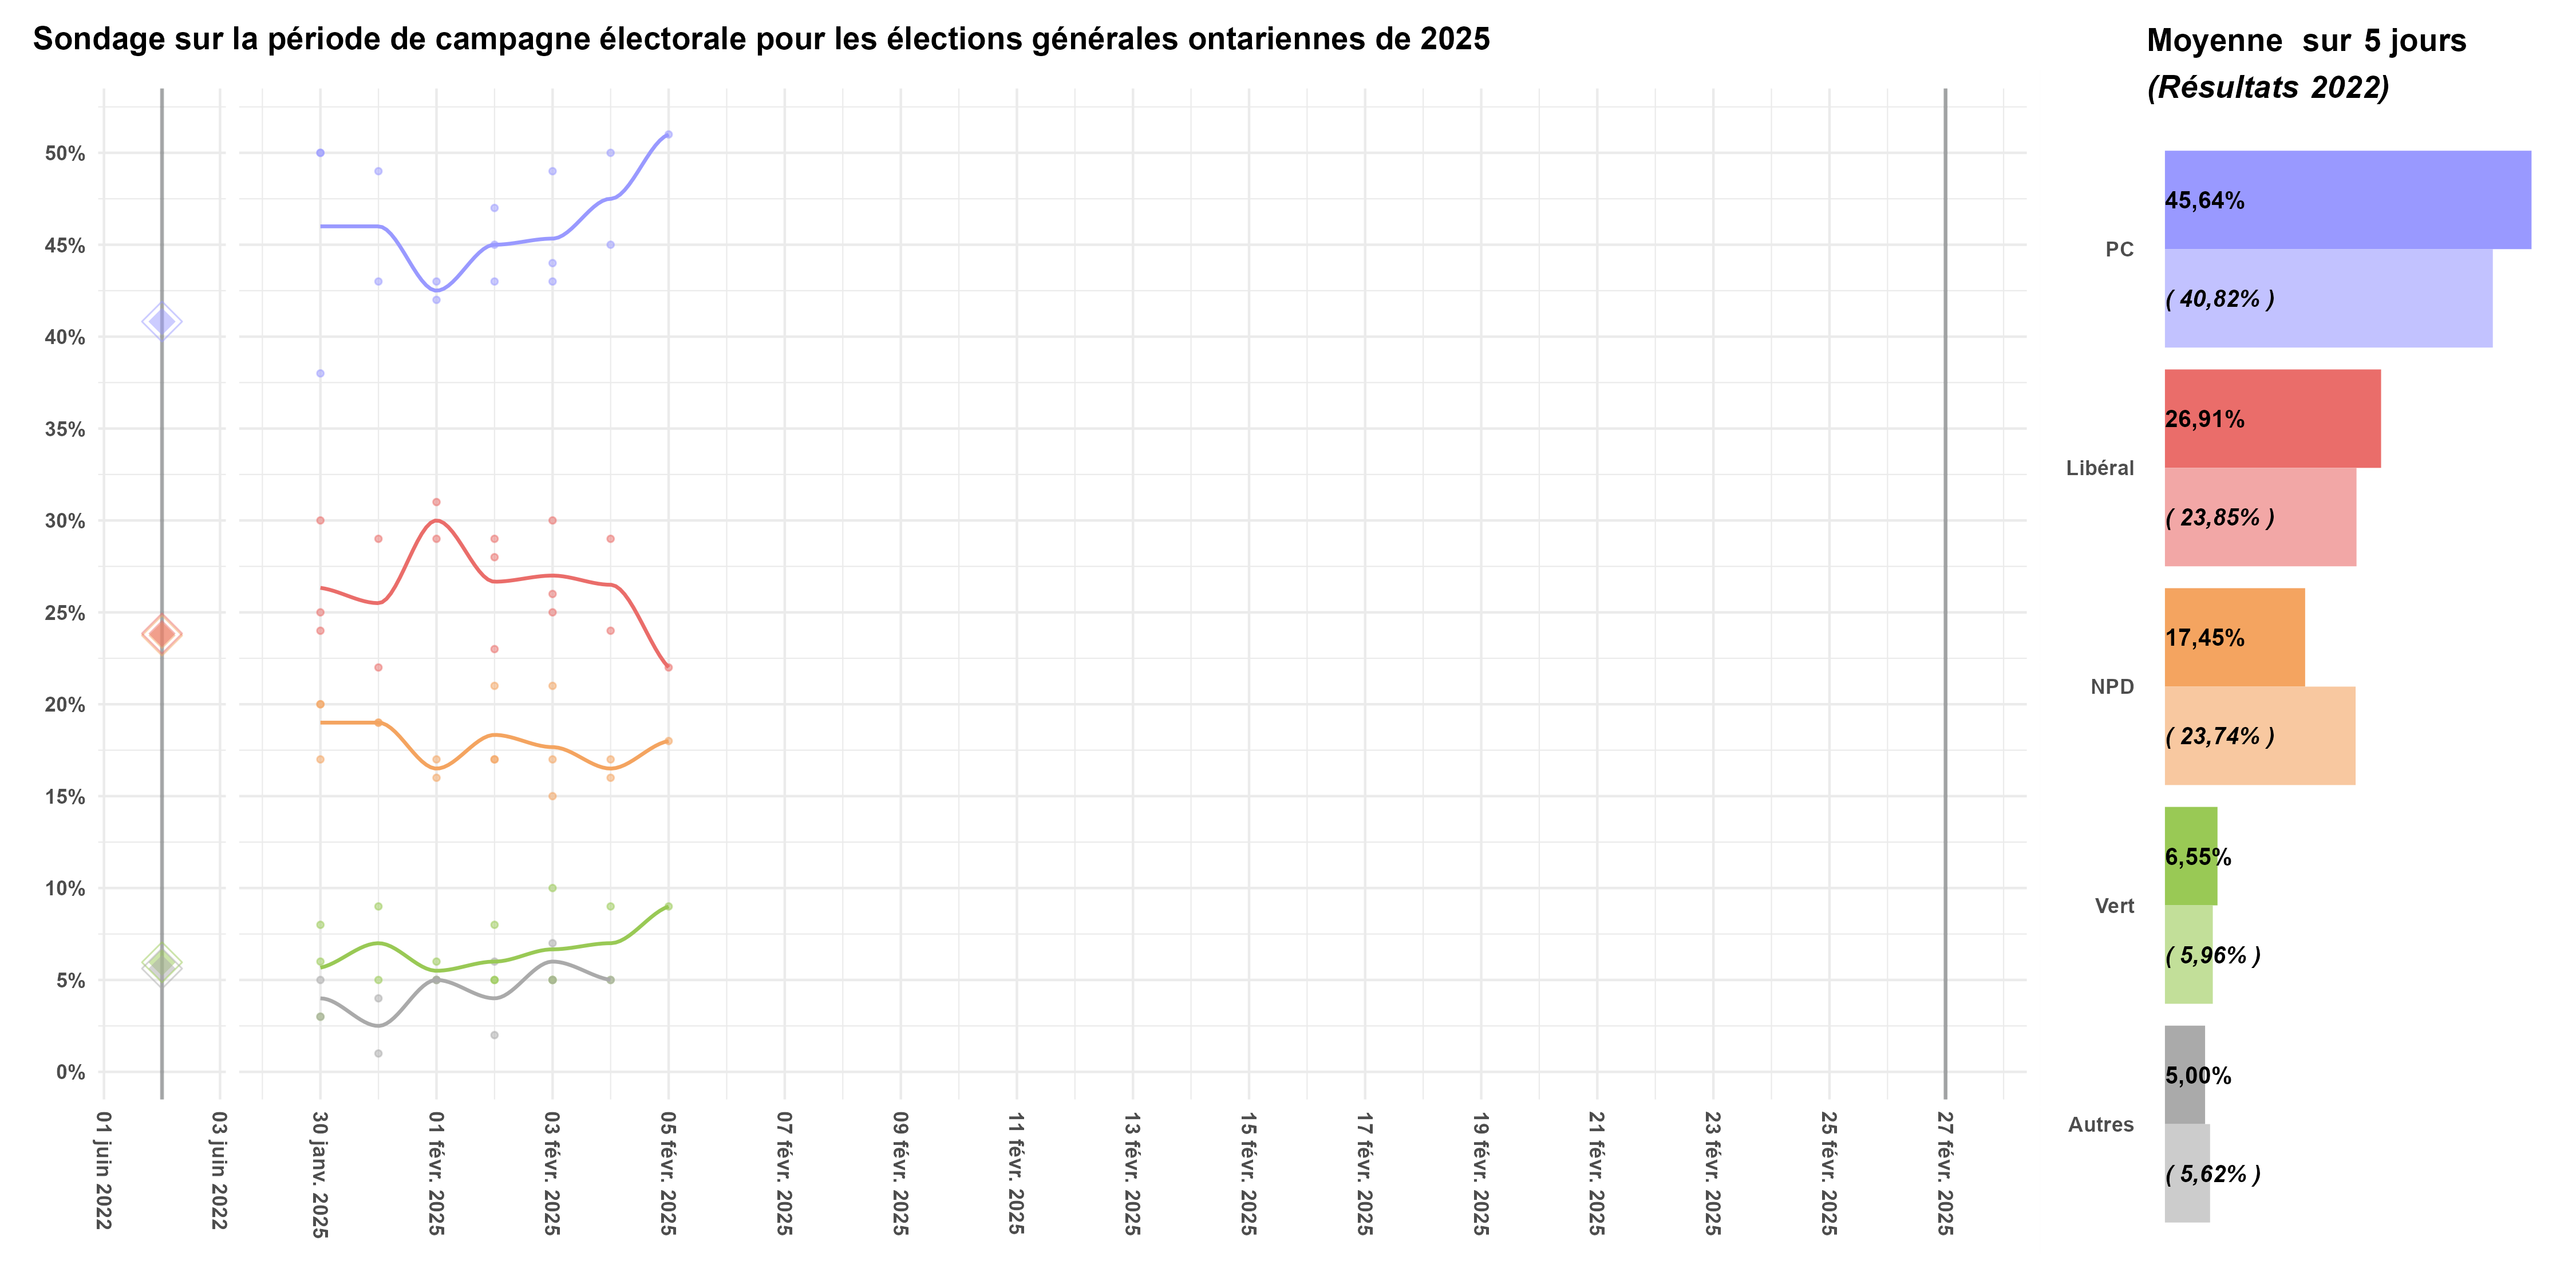 Sondage sur la période de campagne électorale pour les élections générales ontariennes de 2025
50%
45%
40%
35%
30%
25%
20%
15%
10%
5%
0%
01 juin 2022
03 juin 2022
30 janv. 2025
01 févr. 2025
03 févr. 2025
05 févr. 2025
07 févr. 2025
09 févr. 2025
11 févr. 2025
13 févr. 2025
15 févr. 2025
17 févr. 2025
19 févr. 2025
21 févr. 2025
23 févr. 2025
25 févr. 2025
27 févr. 2025
Moyenne sur 5 jours
(Résultats 2022)
PC
45,64%
( 40,82% )
Libéral
26,91%
( 23,85% )
NPD
17,45%
( 23,74% )
Vert
6,55%
( 5,96% )
Autres
5,00%
( 5,62% )